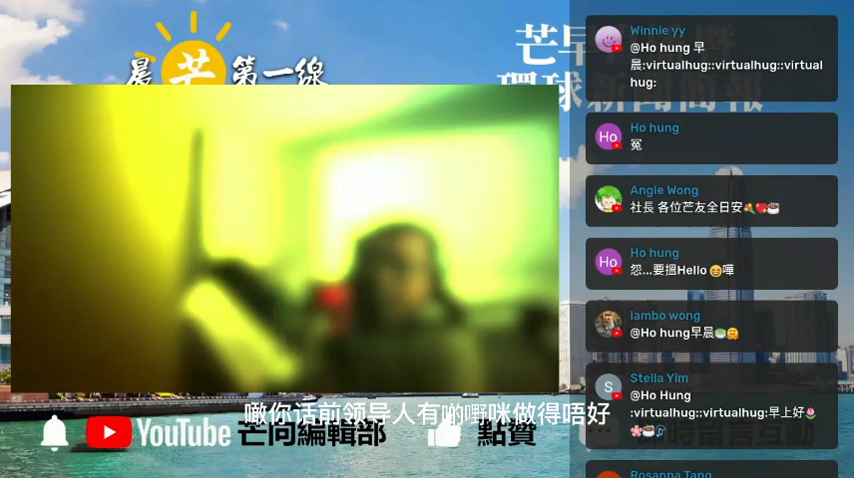 晨芒第一線
芒早
環球新聞簡報
Winnie yy
@Ho hung 早
晨:virtualhug::virtualhug::virtual
hug:
Ho hung
冤
Angie Wong
社長 各位芒友全日安
Ho hung
怨...要搵Hello 😊嘩
lambo wong
@Ho hung早晨
Stella Yim
@Ho Hung
:virtualhug::virtualhug:早上好
Rosanna Tang
噉你话前领导人有啲嘢咪做得唔好
YouTube 芒向編輯部 點贊 即時留言互動